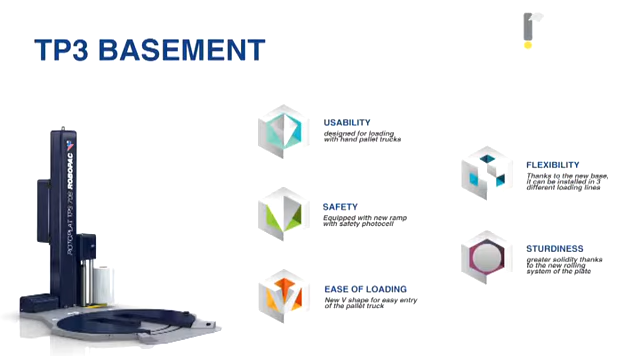 TP3 BASEMENT
USABILITY
designed for loading
with hand pallet trucks
SAFETY
Equipped with new ramp
with safety photocell
EASE OF LOADING
New V shape for easy entry
of the pallet truck
FLEXIBILITY
Thanks to the new base,
it can be installed in 3
different loading lines
STURDINESS
greater solidity thanks
to the new rolling
system of the plate
ROTOPLAT TP3 708 ROBOPAC